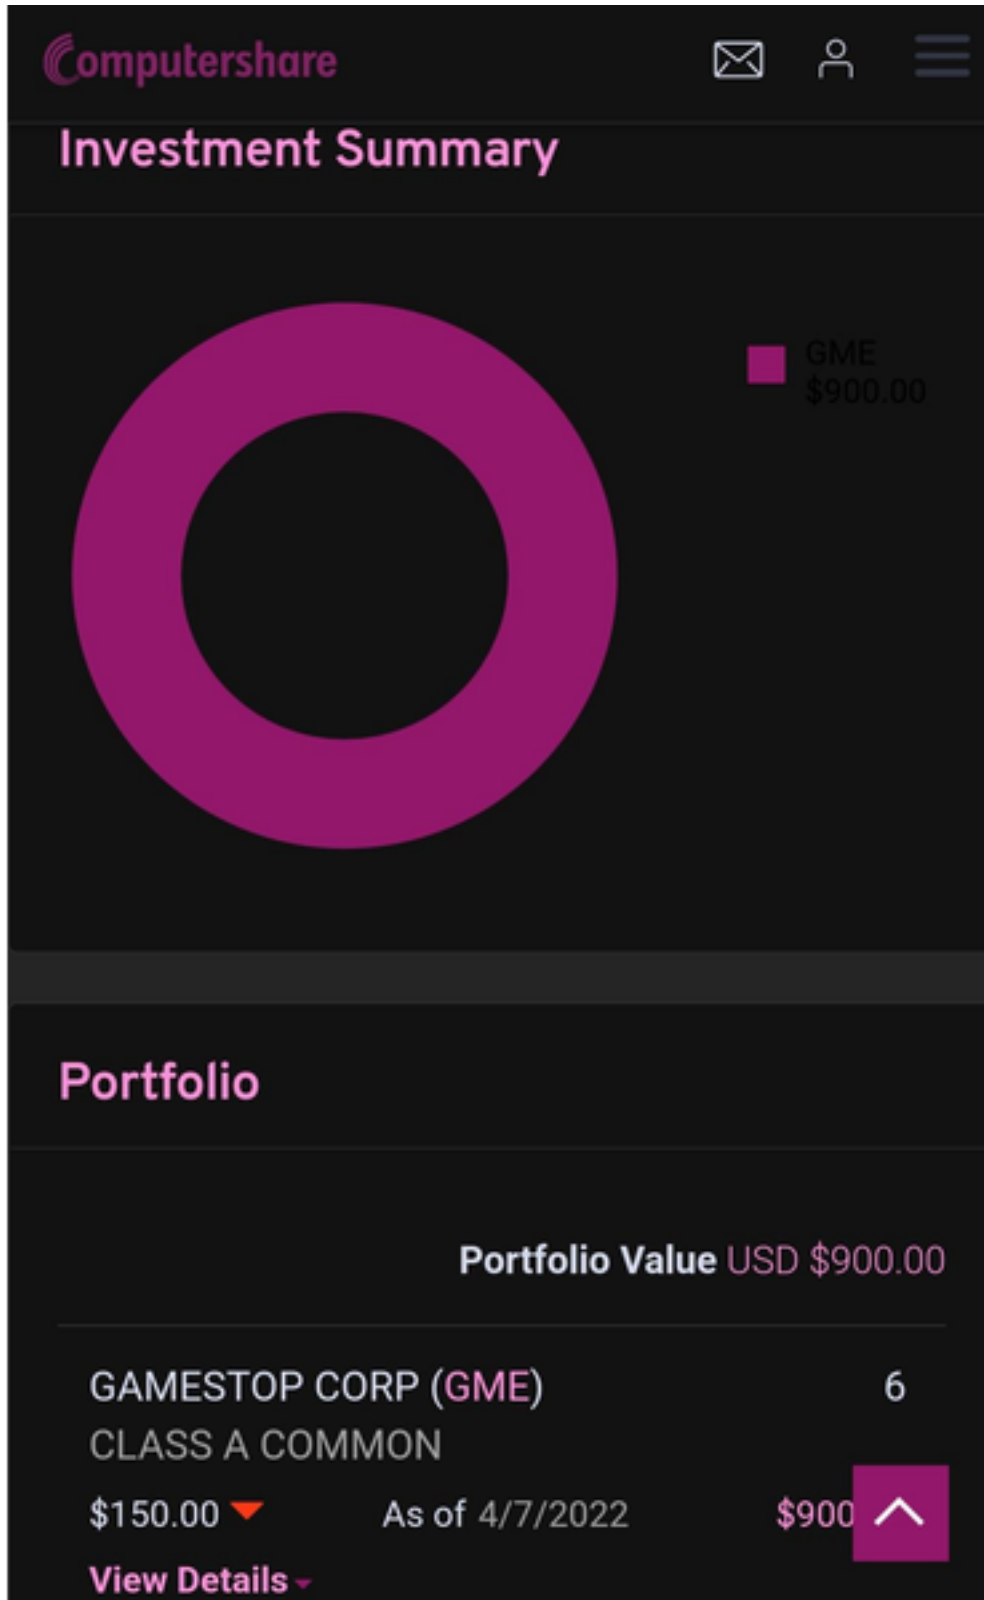 Computershare
Investment Summary
GME
$900.00
Portfolio
Portfolio Value USD $900.00
GAMESTOP CORP (GME) 6
CLASS A COMMON
$150.00 As of 4/7/2022 $900
View Details